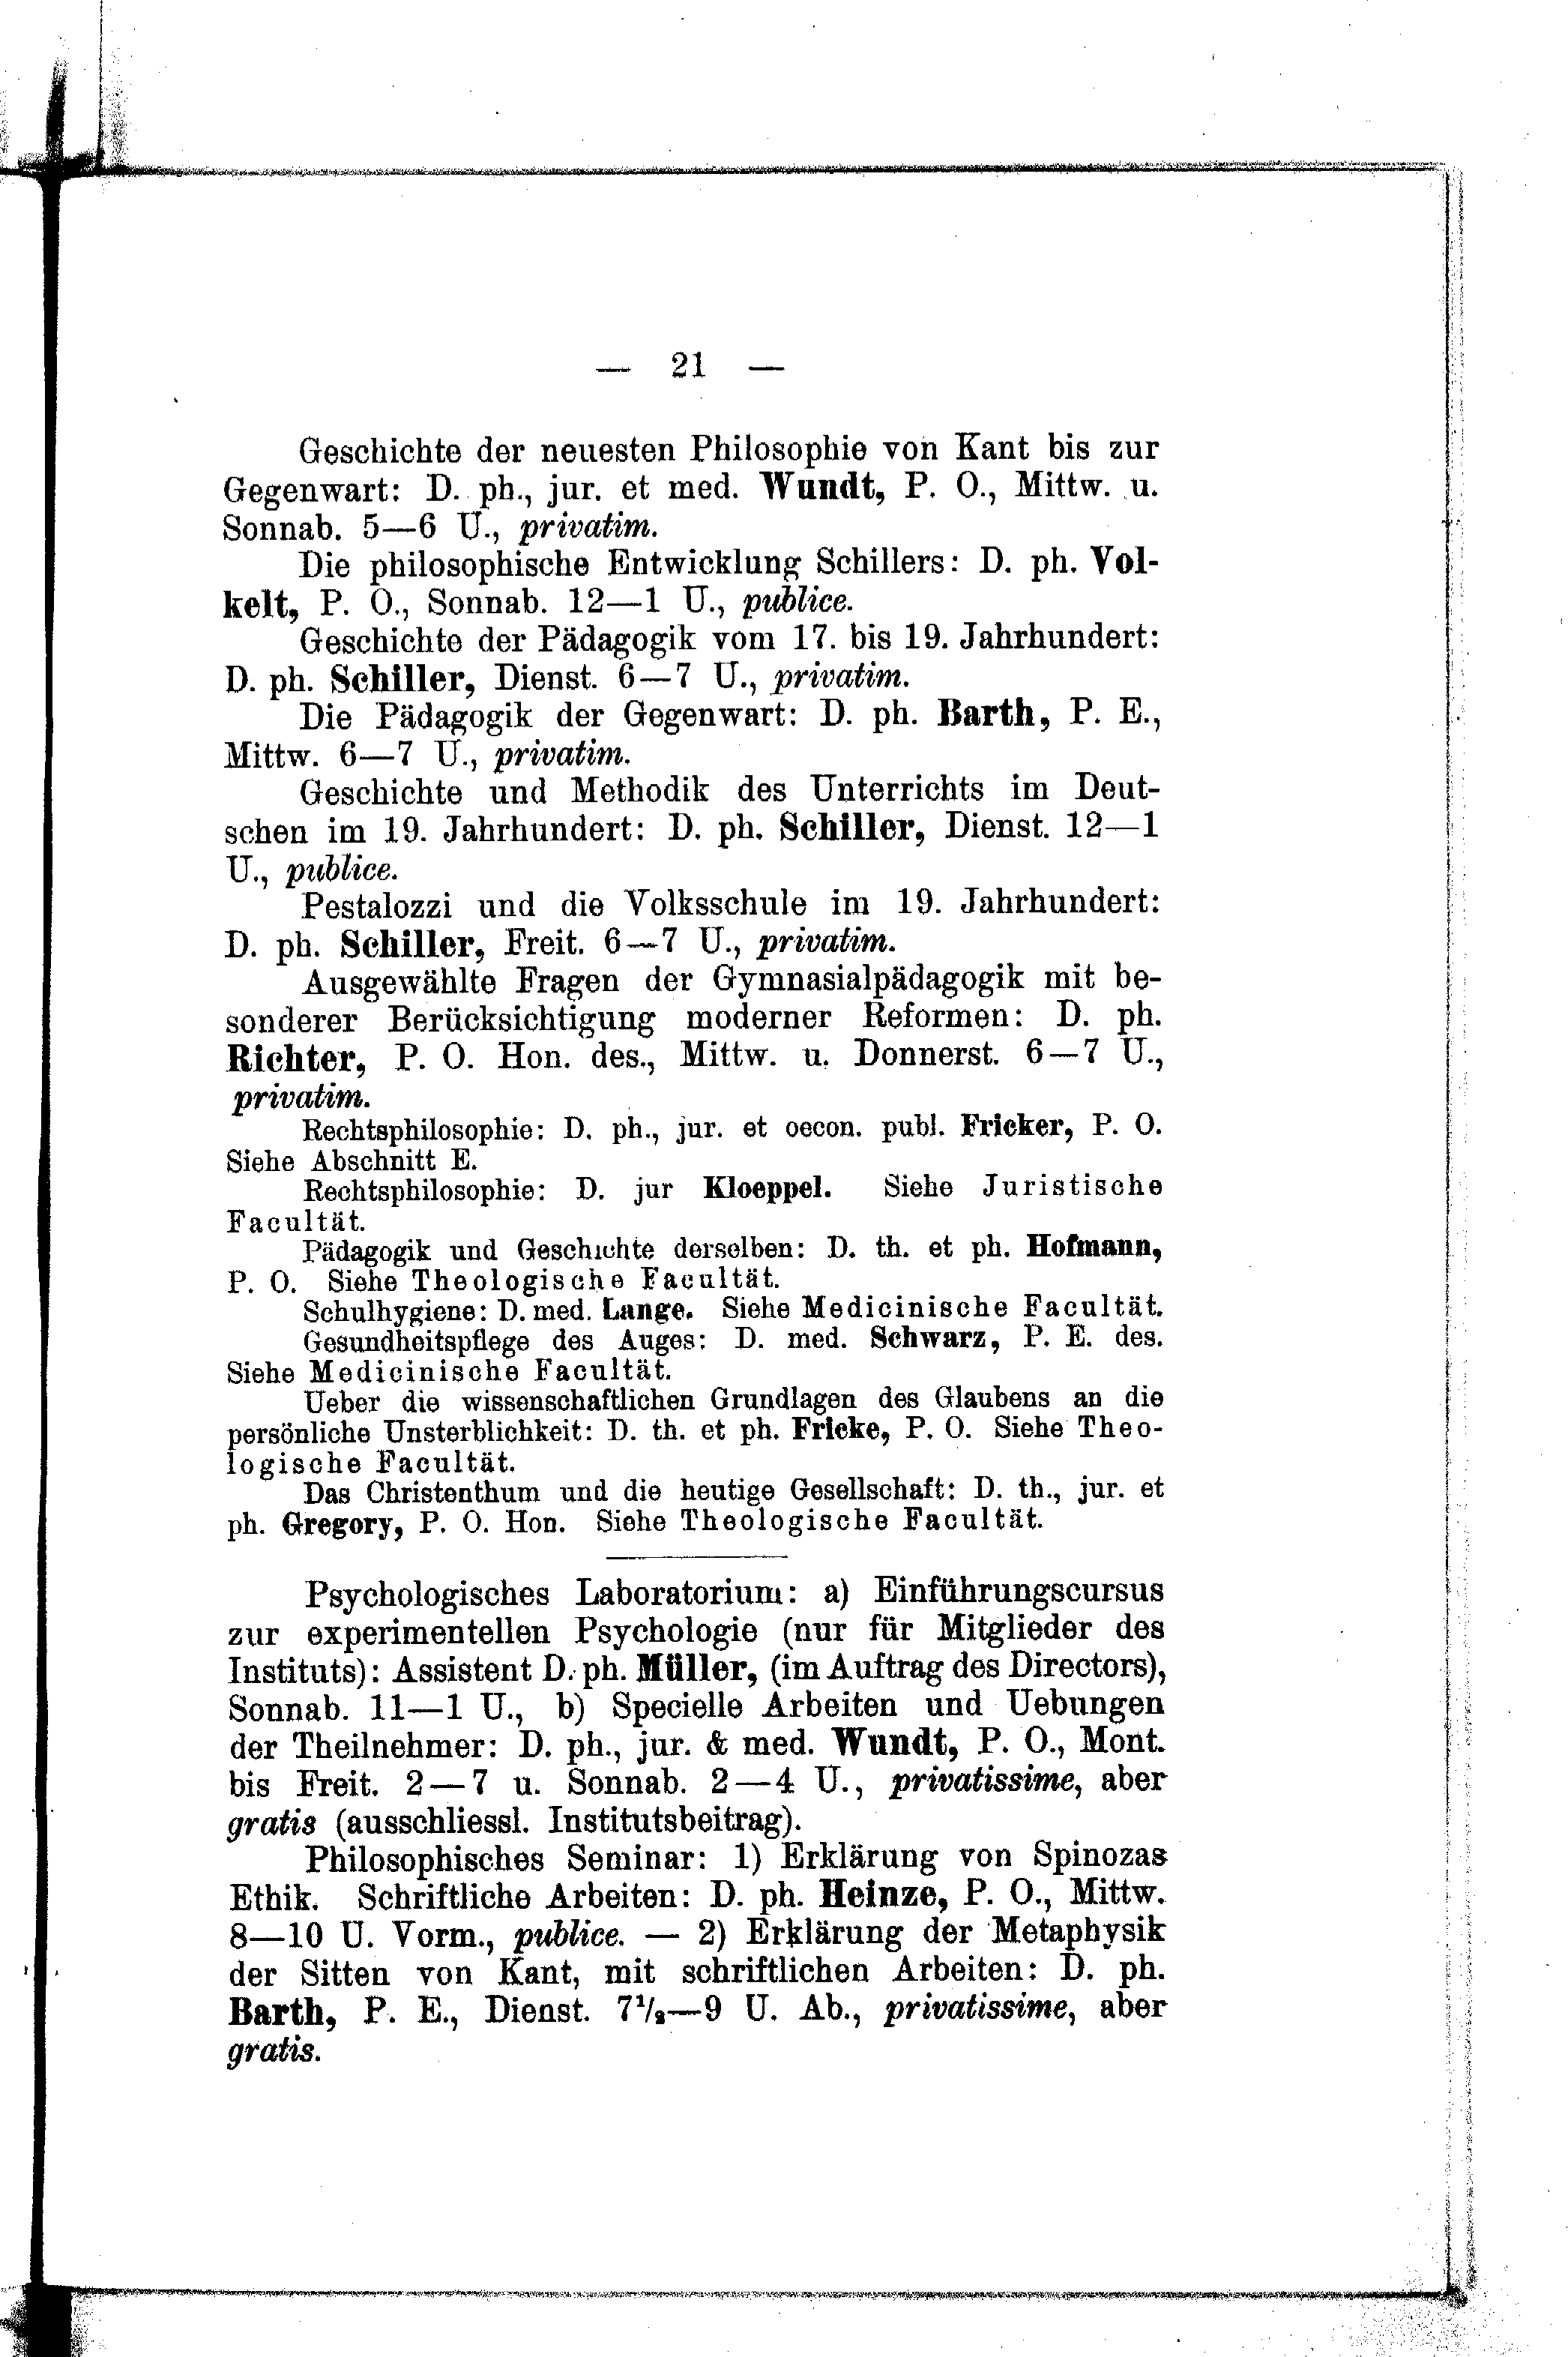 — 21 —
Geschichte der neuesten Philosophie von Kant bis zur
Gegenwart: D. ph., jur. et med. Wundt, P. O., Mittw. u.
Sonnab. 5—6 U., privatim.
Die philosophische Entwicklung Schillers: D. ph. Vol-
kelt, P. O., Sonnab. 12—1 U., publice.
Geschichte der Pädagogik vom 17. bis 19. Jahrhundert:
D. ph. Schiller, Dienst. 6—7 U., privatim.
Die Pädagogik der Gegenwart: D. ph. Barth, P. E.,
Mittw. 6—7 U., privatim.
Geschichte und Methodik des Unterrichts im Deut-
schen im 19. Jahrhundert: D. ph. Schiller, Dienst. 12—1
U., publice.
Pestalozzi und die Volksschule im 19. Jahrhundert:
D. ph. Schiller, Freit. 6—7 U., privatim.
Ausgewählte Fragen der Gymnasialpädagogik mit be-
sonderer Berücksichtigung moderner Reformen: D. ph.
Richter, P. O. Hon. des., Mittw. u. Donnerst. 6—7 U.,
privatim.
Rechtsphilosophie: D. ph., jur. et oecon. publ. Fricker, P. O.
Siehe Abschnitt E.
Rechtsphilosophie: D. jur Kloeppel. Siehe Juristische
Facultät.
Pädagogik und Geschichte derselben: D. th. et ph. Hofmann,
P. O. Siehe Theologische Facultät.
Schulhygiene: D. med. Lange. Siehe Medicinische Facultät.
Gesundheitspflege des Auges: D. med. Schwarz, P. E. des.
Siehe Medicinische Facultät.
Ueber die wissenschaftlichen Grundlagen des Glaubens an die
persönliche Unsterblichkeit: D. th. et ph. Fricke, P. O. Siehe Theo-
logische Facultät.
Das Christenthum und die heutige Gesellschaft: D. th., jur. et
ph. Gregory, P. O. Hon. Siehe Theologische Facultät.
Psychologisches Laboratorium: a) Einführungscursus
zur experimentellen Psychologie (nur für Mitglieder des
Instituts): Assistent D. ph. Müller, (im Auftrag des Directors),
Sonnab. 11—1 U., b) Specielle Arbeiten und Uebungen
der Theilnehmer: D. ph., jur. & med. Wundt, P. O., Mont.
bis Freit. 2—7 u. Sonnab. 2—4 U., privatissime, aber
gratis (ausschliessl. Institutsbeitrag).
Philosophisches Seminar: 1) Erklärung von Spinozas
Ethik. Schriftliche Arbeiten: D. ph. Heinze, P. O., Mittw.
8—10 U. Vorm., publice. — 2) Erklärung der Metaphysik
der Sitten von Kant, mit schriftlichen Arbeiten: D. ph.
Barth, P. E., Dienst. 7½—9 U. Ab., privatissime, aber
gratis.